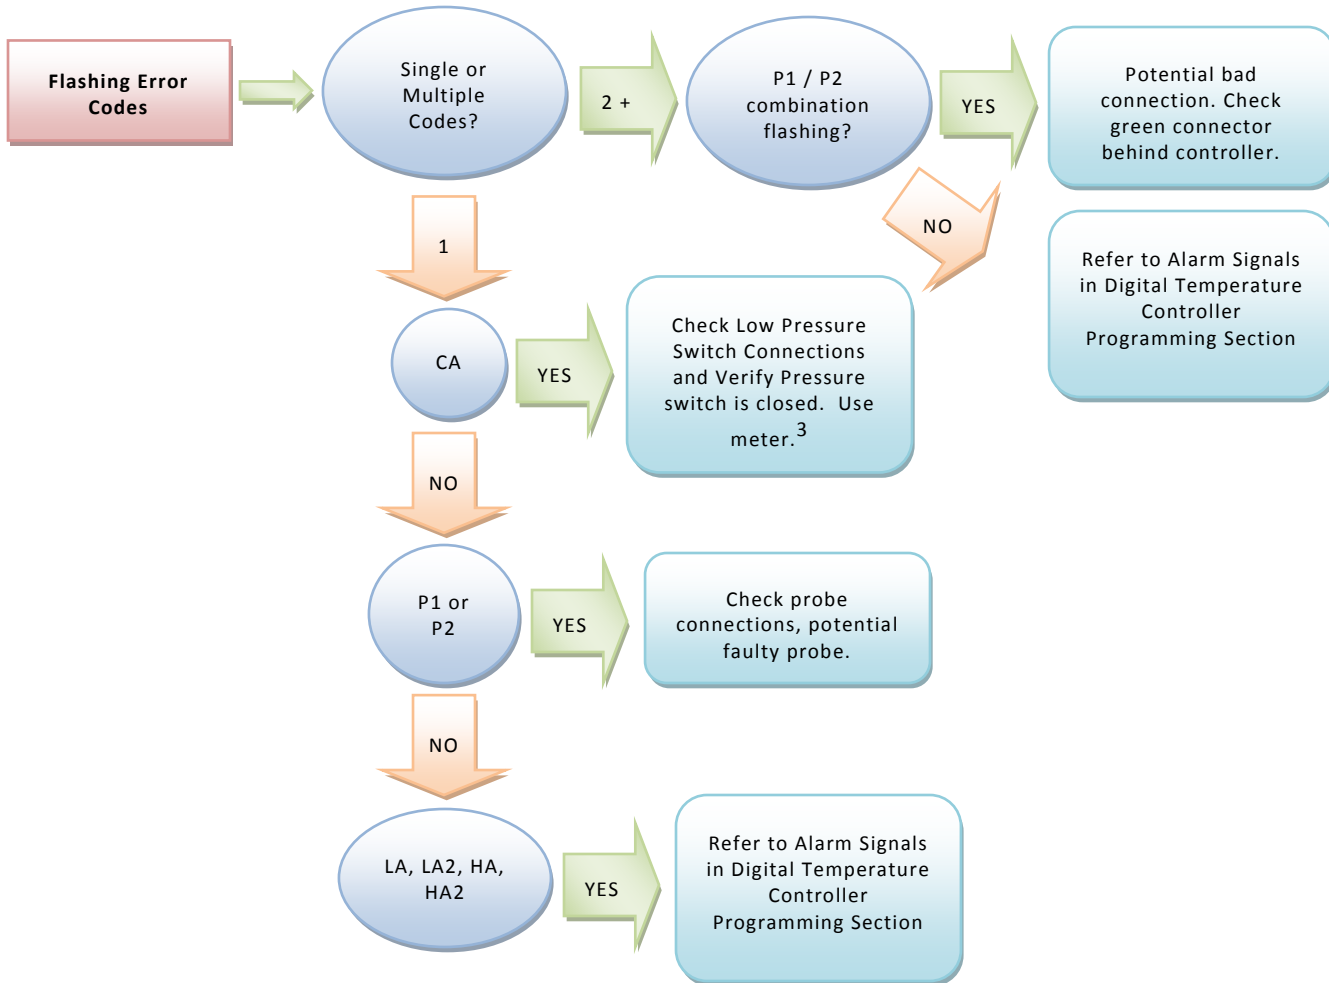 Flashing Error
Codes
Single or
Multiple
Codes?
2 +
P1 / P2
combination
flashing?
YES
Potential bad
connection. Check
green connector
behind controller.
NO
Refer to Alarm Signals
in Digital Temperature
Controller
Programming Section
1
CA
YES
Check Low Pressure
Switch Connections
and Verify Pressure
switch is closed.  Use
meter.3
NO
P1 or
P2
YES
Check probe
connections, potential
faulty probe.
NO
LA, LA2, HA,
HA2
YES
Refer to Alarm Signals
in Digital Temperature
Controller
Programming Section